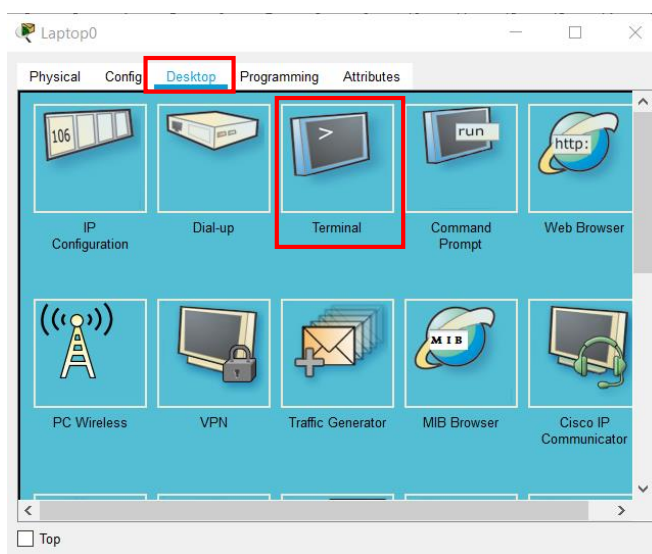 Laptop0
Physical Config Desktop Programming Attributes
106
>
run
http:
IP
Configuration
Dial-up
Terminal
Command
Prompt
Web Browser
MIB
PC Wireless
VPN
Traffic Generator
MIB Browser
Cisco IP
Communicator
Top